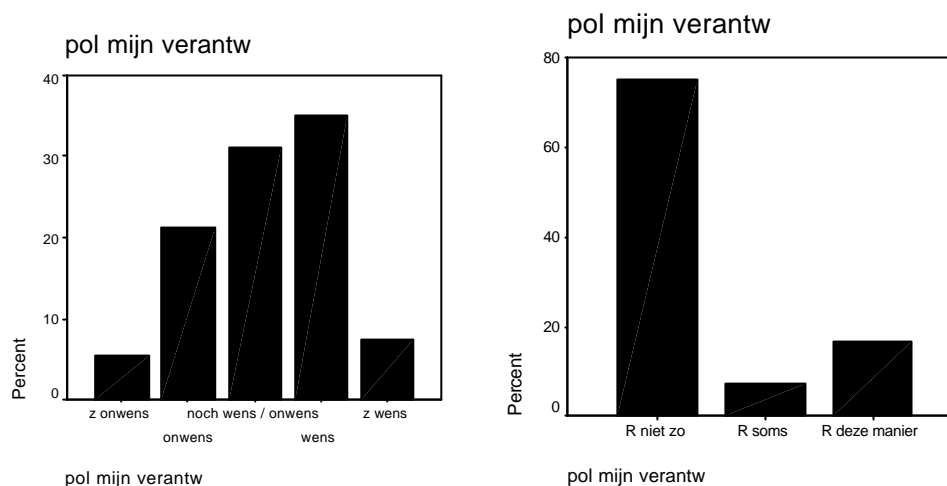 pol mijn verantw
40
30
20
10
0
Percent
z onwens
noch wens / onwens
z wens
onwens
wens
pol mijn verantw
pol mijn verantw
80
60
40
20
0
Percent
R niet zo
R soms
R deze manier
pol mijn verantw